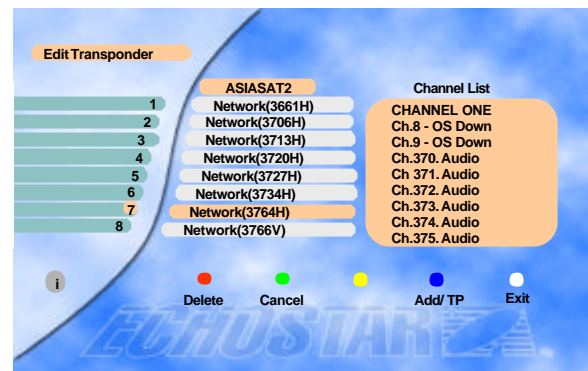 Edit Transponder
ASIASAT2
1 Network(3661H)
2 Network(3706H)
3 Network(3713H)
4 Network(3720H)
5 Network(3727H)
6 Network(3734H)
7 Network(3764H)
8 Network(3766V)
Channel List
CHANNEL ONE
Ch.8 - OS Down
Ch.9 - OS Down
Ch.370. Audio
Ch 371. Audio
Ch.372. Audio
Ch.373. Audio
Ch.374. Audio
Ch.375. Audio
i
Delete Cancel Add/ TP Exit
ECHOSTAR